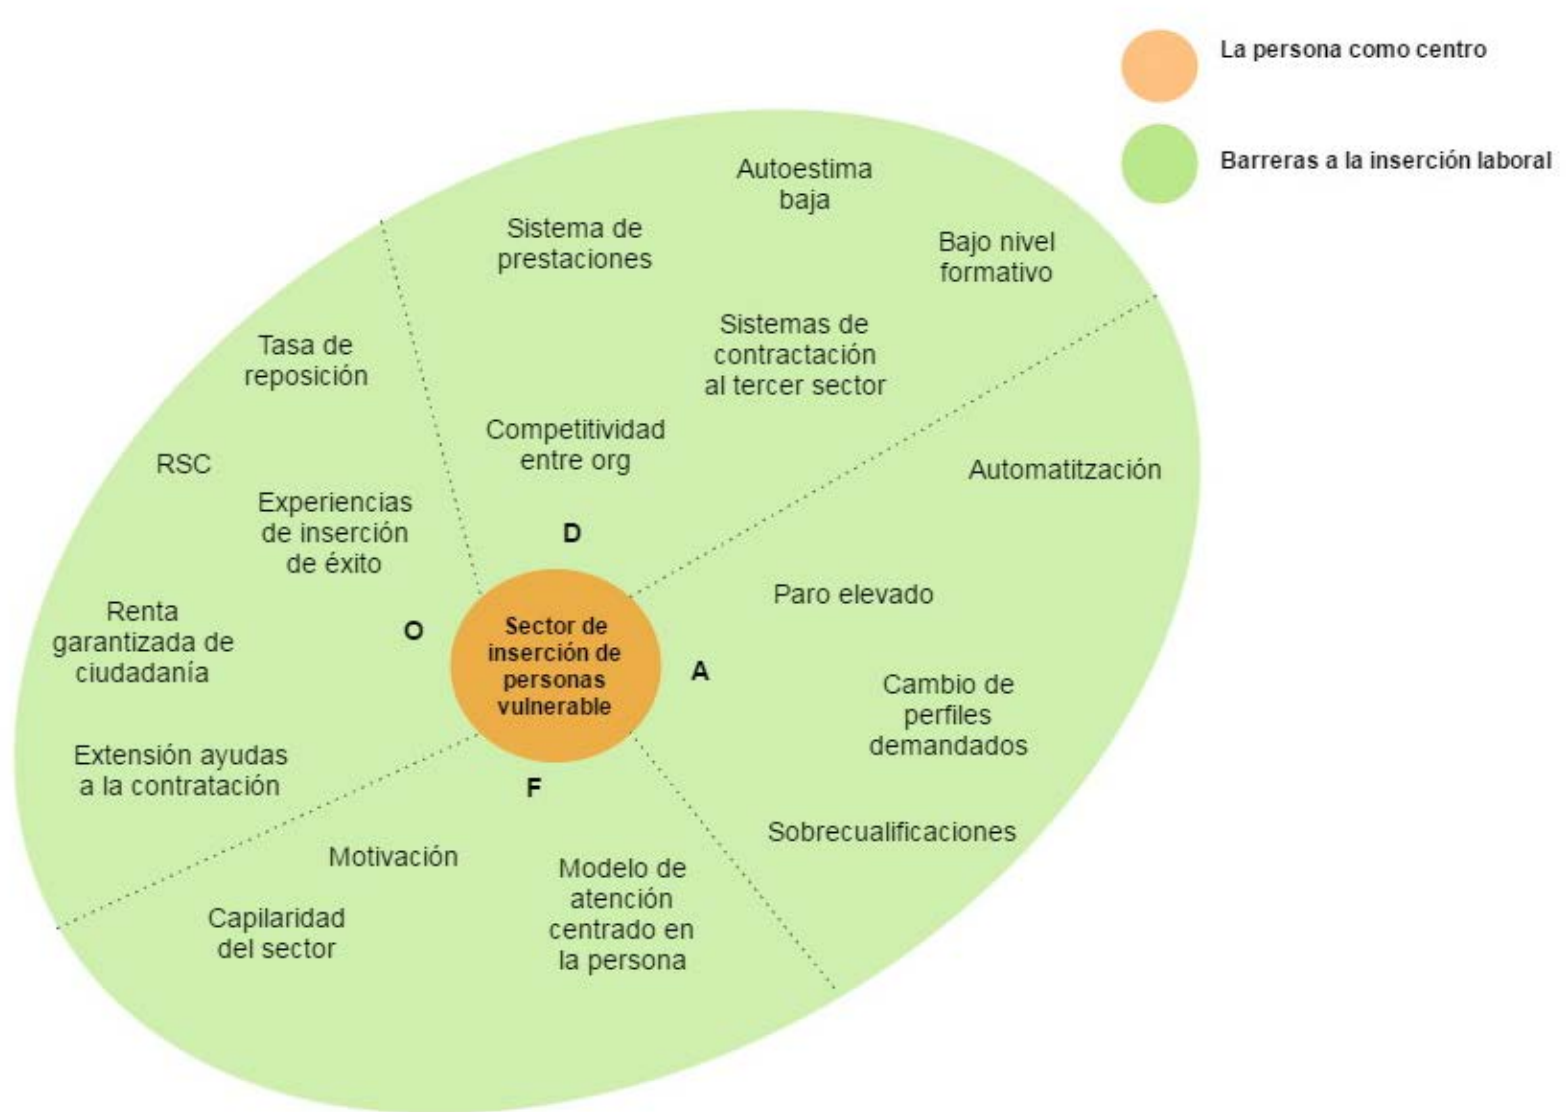 La persona como centro
Barreras a la inserción laboral
Autoestima
baja
Sistema de
prestaciones
Bajo nivel
formativo
Sistemas de
contractación
al tercer sector
Competitividad
entre org
D
Tasa de
reposición
RSC
Experiencias
de inserción
de éxito
Renta
garantizada de
ciudadanía
O
Extensión ayudas
a la contratación
Sector de
inserción de
personas
vulnerable
Automatitzación
Paro elevado
A
Cambio de
perfiles
demandados
Sobrecualificaciones
F
Motivación
Capilaridad
del sector
Modelo de
atención
centrado en
la persona